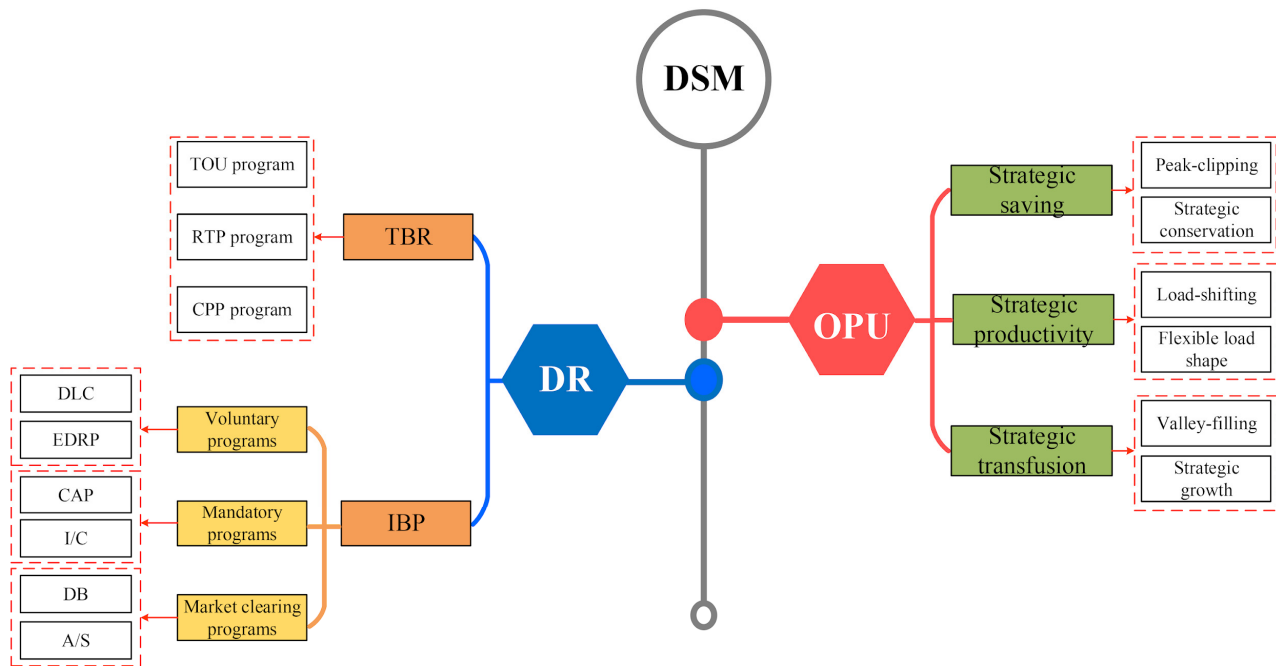 DSM
TOU program
RTP program
CPP program
TBR
DR
DLC
EDRP
Voluntary
programs
CAP
I/C
Mandatory
programs
IBP
DB
A/S
Market clearing
programs
OPU
Strategic
saving
Peak-clipping
Strategic
conservation
Strategic
productivity
Load-shifting
Flexible load
shape
Strategic
transfusion
Valley-filling
Strategic
growth